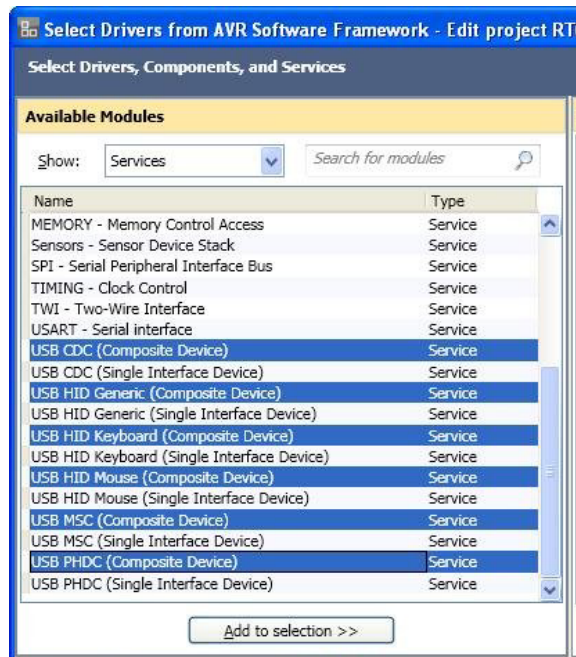 Select Drivers from AVR Software Framework - Edit project RT
Select Drivers, Components, and Services
Available Modules
Show: Services Search for modules
Name Type
MEMORY - Memory Control Access Service
Sensors - Sensor Device Stack Service
SPI - Serial Peripheral Interface Bus Service
TIMING - Clock Control Service
TWI - Two-Wire Interface Service
USART - Serial interface Service
USB CDC (Composite Device) Service
USB CDC (Single Interface Device) Service
USB HID Generic (Composite Device) Service
USB HID Generic (Single Interface Device) Service
USB HID Keyboard (Composite Device) Service
USB HID Keyboard (Single Interface Device) Service
USB HID Mouse (Composite Device) Service
USB HID Mouse (Single Interface Device) Service
USB MSC (Composite Device) Service
USB MSC (Single Interface Device) Service
USB PHDC (Composite Device) Service
USB PHDC (Single Interface Device) Service
Add to selection >>